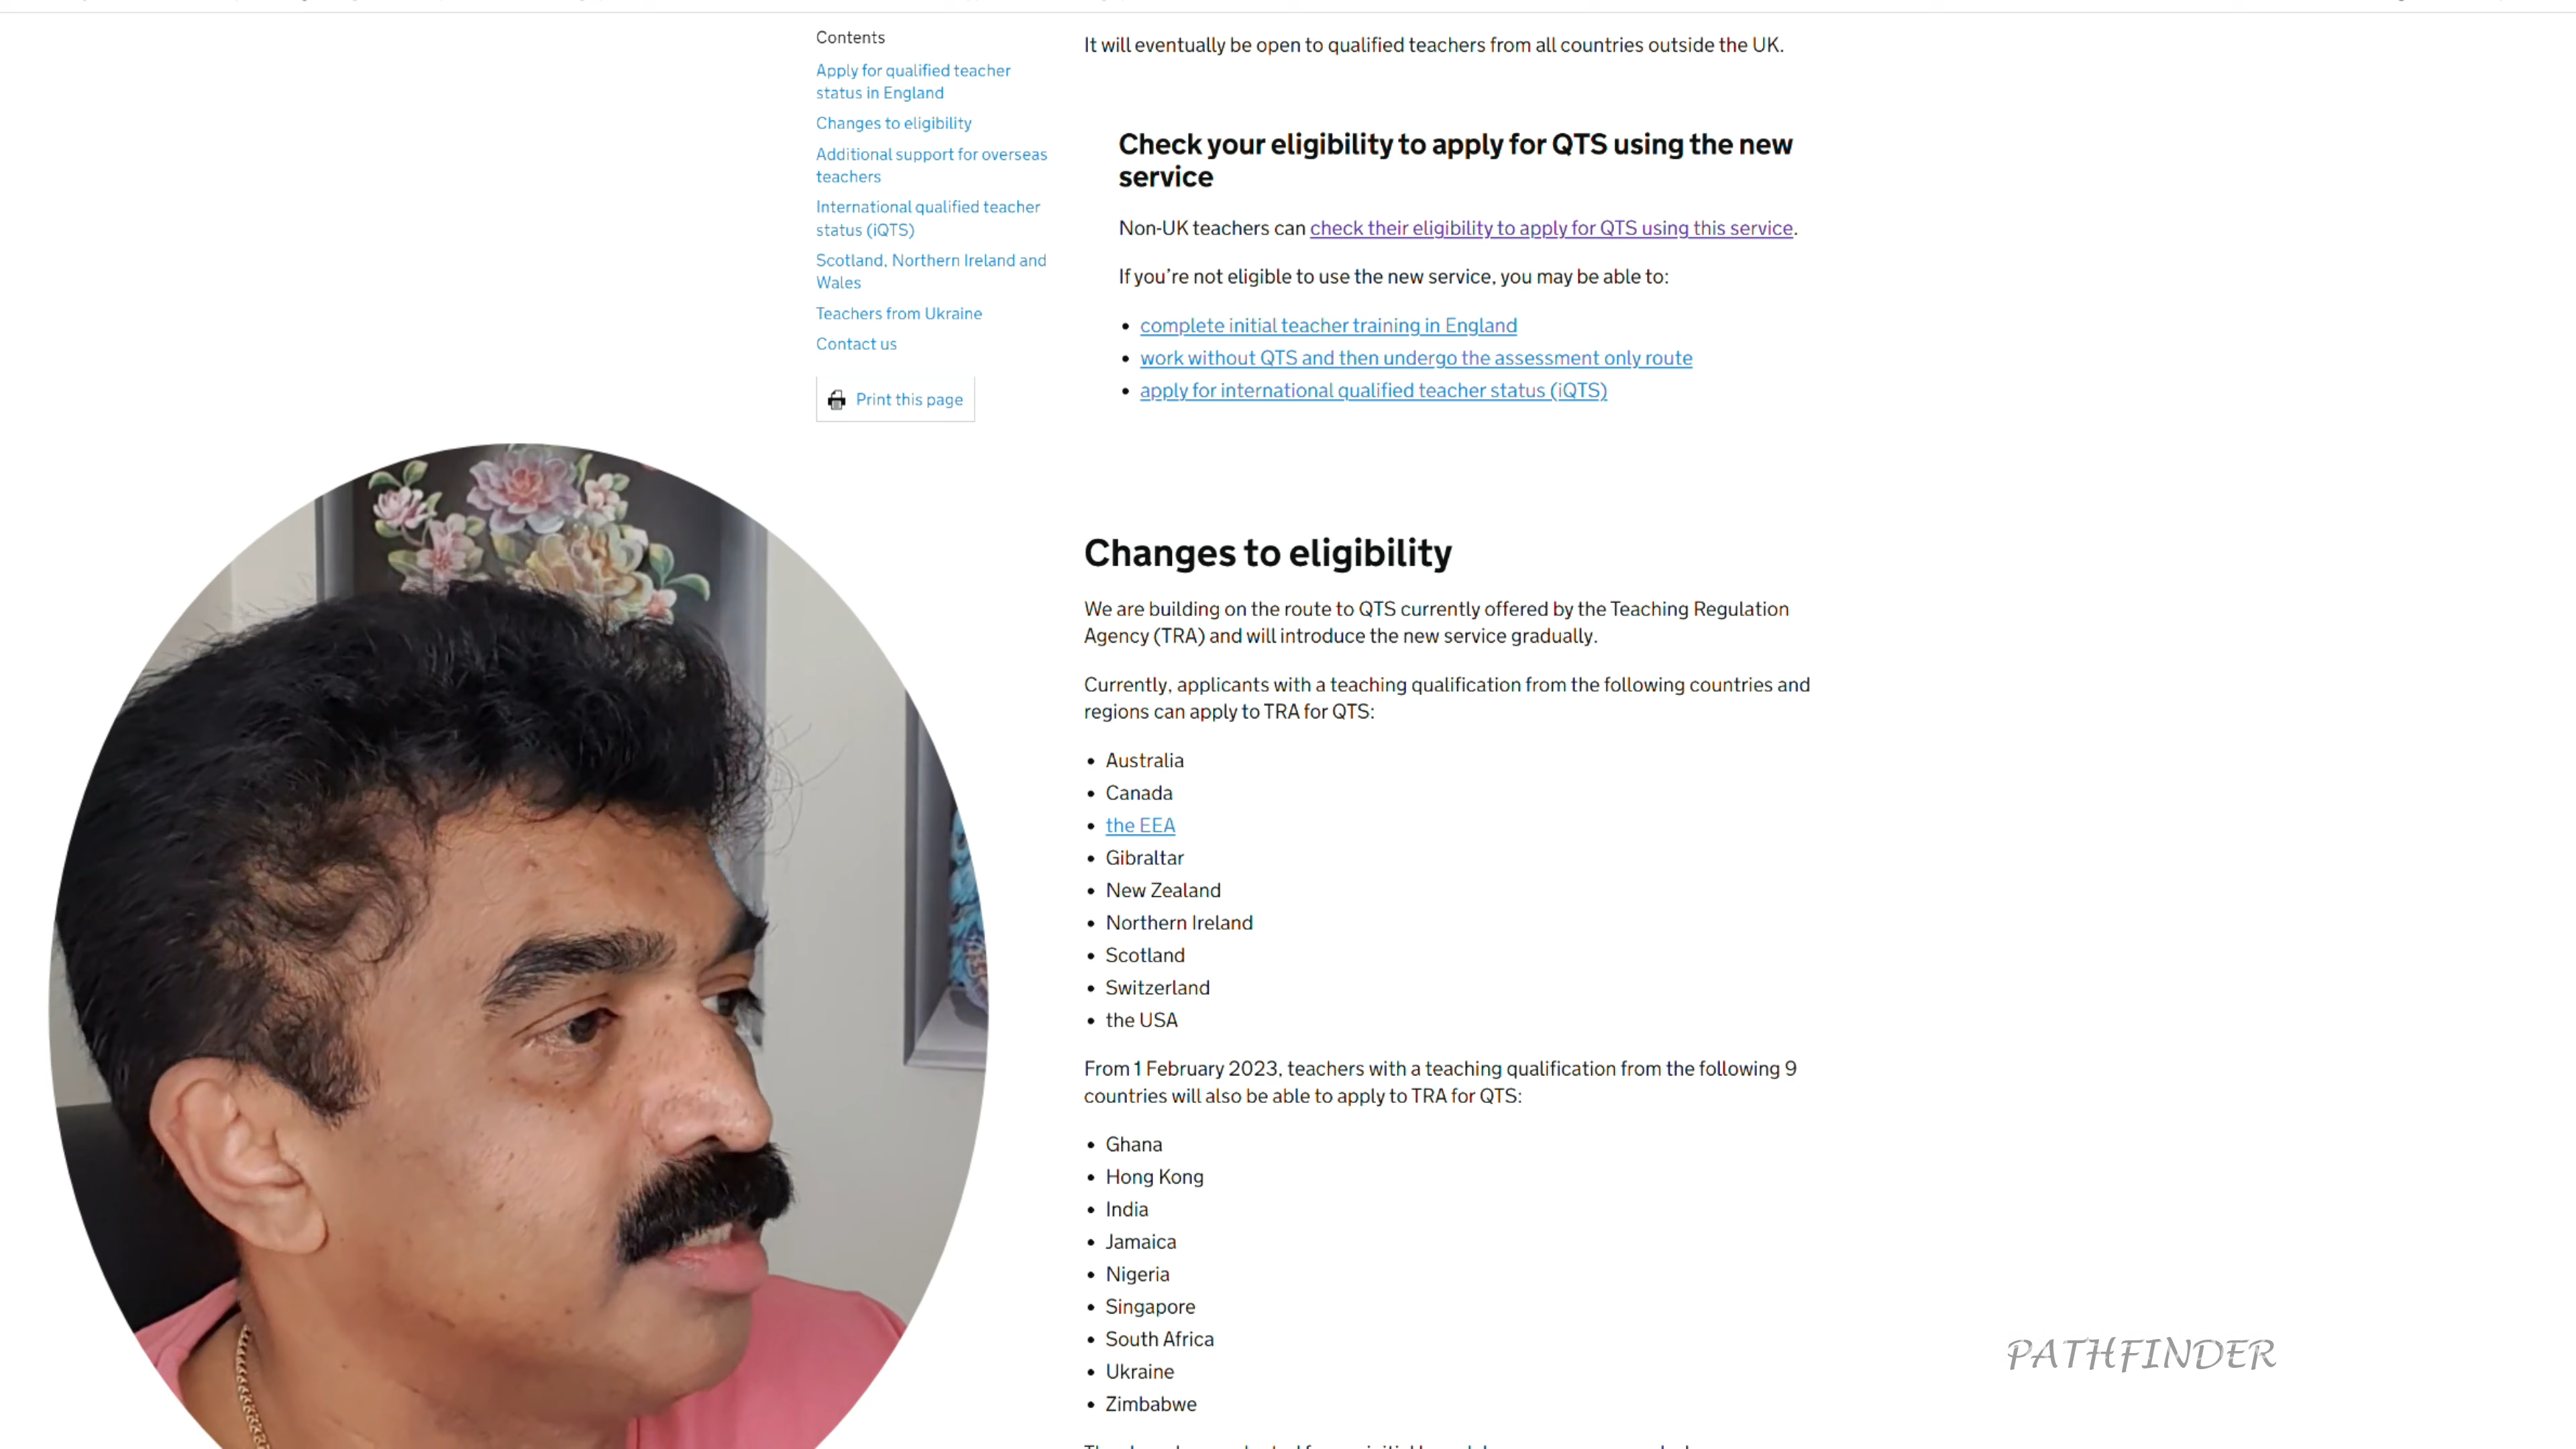 Contents
Apply for qualified teacher
status in England
Changes to eligibility
Additional support for overseas
teachers
International qualified teacher
status (iQTS)
Scotland, Northern Ireland and
Wales
Teachers from Ukraine
Contact us
Print this page
It will eventually be open to qualified teachers from all countries outside the UK.
Check your eligibility to apply for QTS using the new
service
Non-UK teachers can check their eligibility to apply for QTS using this service.
If you’re not eligible to use the new service, you may be able to:
• complete initial teacher training in England
• work without QTS and then undergo the assessment only route
• apply for international qualified teacher status (iQTS)
Changes to eligibility
We are building on the route to QTS currently offered by the Teaching Regulation
Agency (TRA) and will introduce the new service gradually.
Currently, applicants with a teaching qualification from the following countries and
regions can apply to TRA for QTS:
• Australia
• Canada
• the EEA
• Gibraltar
• New Zealand
• Northern Ireland
• Scotland
• Switzerland
• the USA
From 1 February 2023, teachers with a teaching qualification from the following 9
countries will also be able to apply to TRA for QTS:
• Ghana
• Hong Kong
• India
• Jamaica
• Nigeria
• Singapore
• South Africa
• Ukraine
• Zimbabwe
PATHFINDER